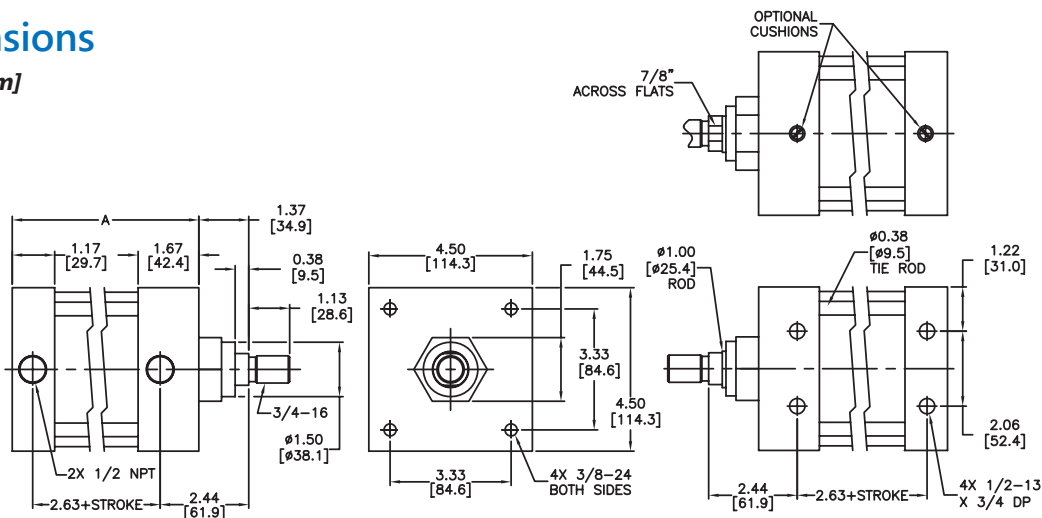 nsions
m]
OPTIONAL
CUSHIONS
7/8"
ACROSS FLATS
A
1.37
[34.9]
1.17
[29.7]
1.67
[42.4]
0.38
[9.5]
1.13
[28.6]
3/4-16
ø1.50
[ø38.1]
2X 1/2 NPT
2.63+STROKE
2.44
[61.9]
4.50
[114.3]
1.75
[44.5]
3.33
[84.6]
4.50
[114.3]
3.33
[84.6]
4X 3/8-24
BOTH SIDES
ø1.00
[ø25.4]
ROD
ø0.38
[ø9.5]
TIE ROD
1.22
[31.0]
2.06
[52.4]
2.44
[61.9]
2.63+STROKE
4X 1/2-13
X 3/4 DP